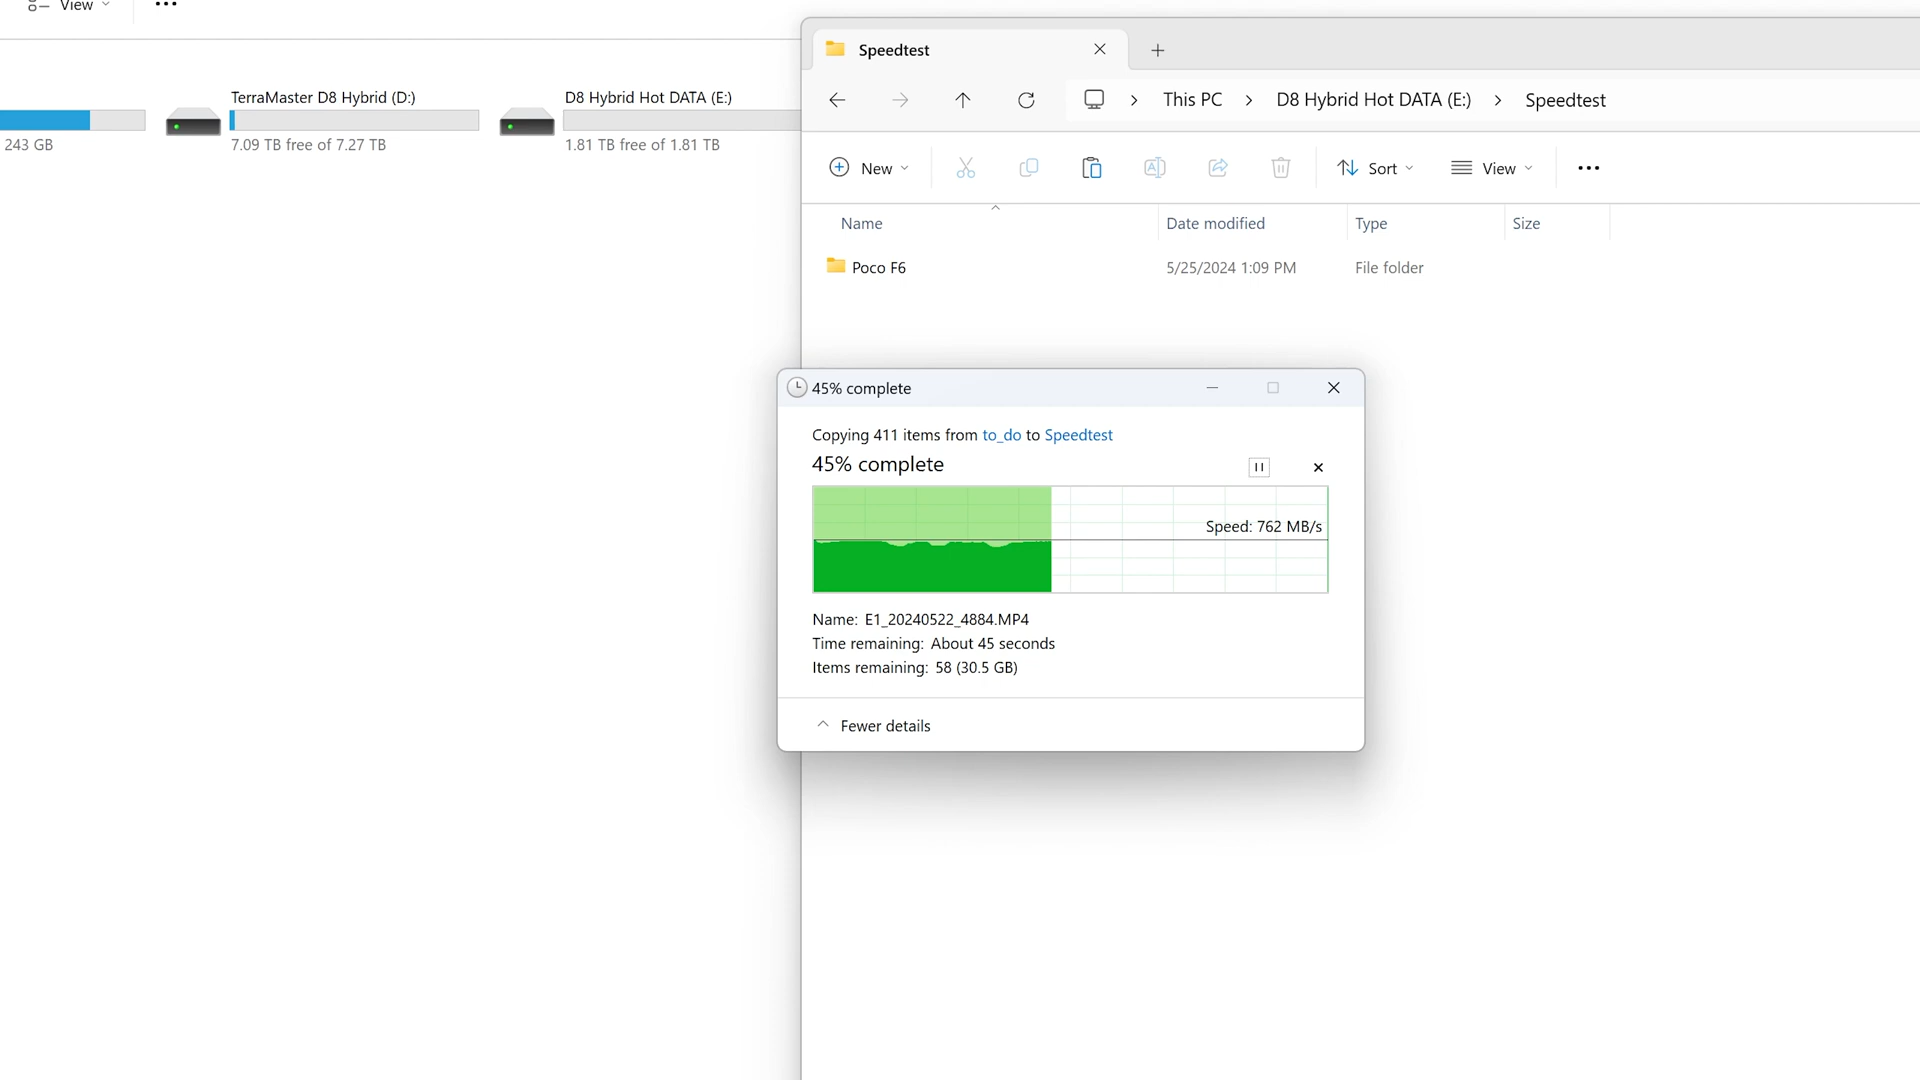 View
TerraMaster D8 Hybrid (D:)
D8 Hybrid Hot DATA (E:)
243 GB
7.09 TB free of 7.27 TB
1.81 TB free of 1.81 TB
Speedtest
This PC > D8 Hybrid Hot DATA (E:) > Speedtest
New
Sort
View
Name
Date modified
Type
Size
Poco F6
5/25/2024 1:09 PM
File folder
45% complete
Copying 411 items from to_do to Speedtest
45% complete
Speed: 762 MB/s
Name: E1_20240522_4884.MP4
Time remaining: About 45 seconds
Items remaining: 58 (30.5 GB)
Fewer details